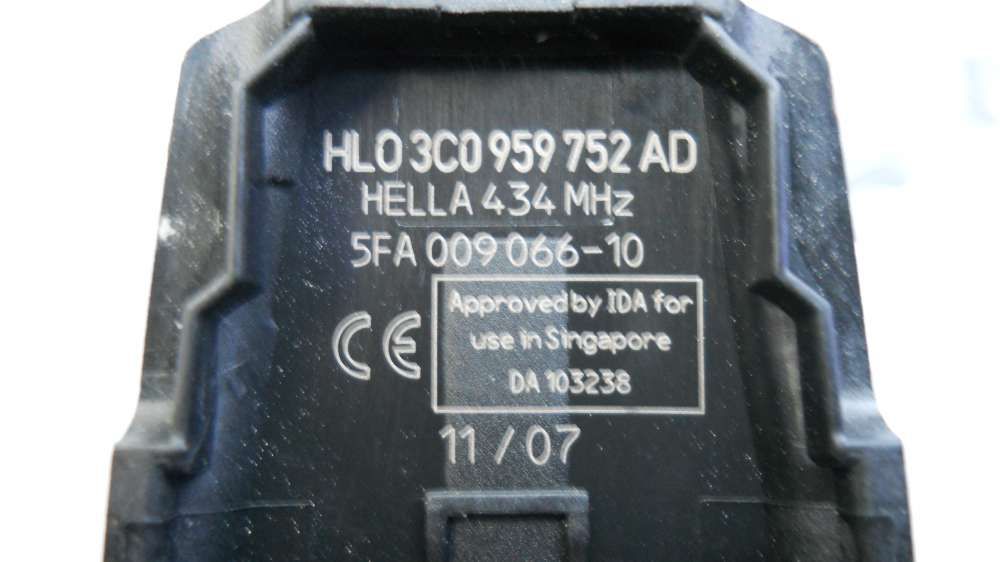 HLO 3C0 959 752 AD
HELLA 434 MHz
5FA 009 066-10
CE
Approved by IDA for
use in Singapore
DA 103238
11 / 07